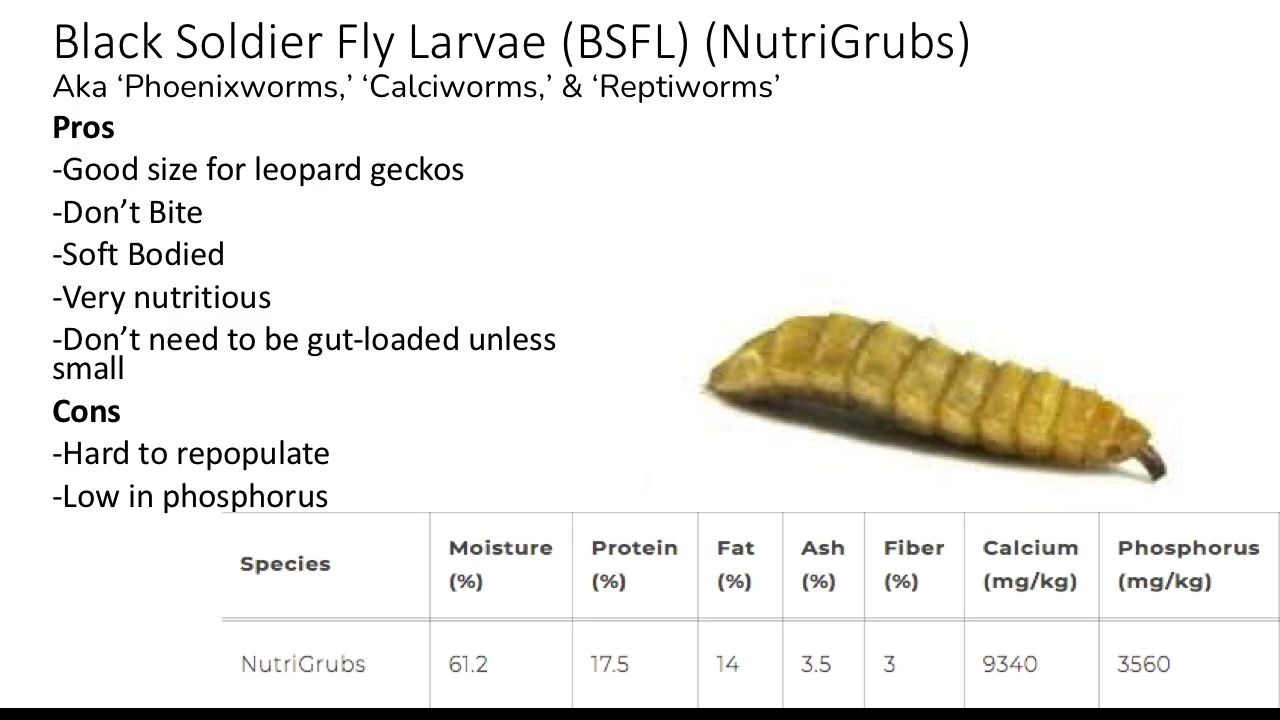 Black Soldier Fly Larvae (BSFL) (NutriGrubs)
Aka ‘Phoenixworms,’ ‘Calciworms,’ & ‘Reptiworms’
Pros
-Good size for leopard geckos
-Don’t Bite
-Soft Bodied
-Very nutritious
-Don’t need to be gut-loaded unless
small
Cons
-Hard to repopulate
-Low in phosphorus
Species Moisture (%) Protein (%) Fat (%) Ash (%) Fiber (%) Calcium (mg/kg) Phosphorus (mg/kg)
NutriGrubs 61.2 17.5 14 3.5 3 9340 3560